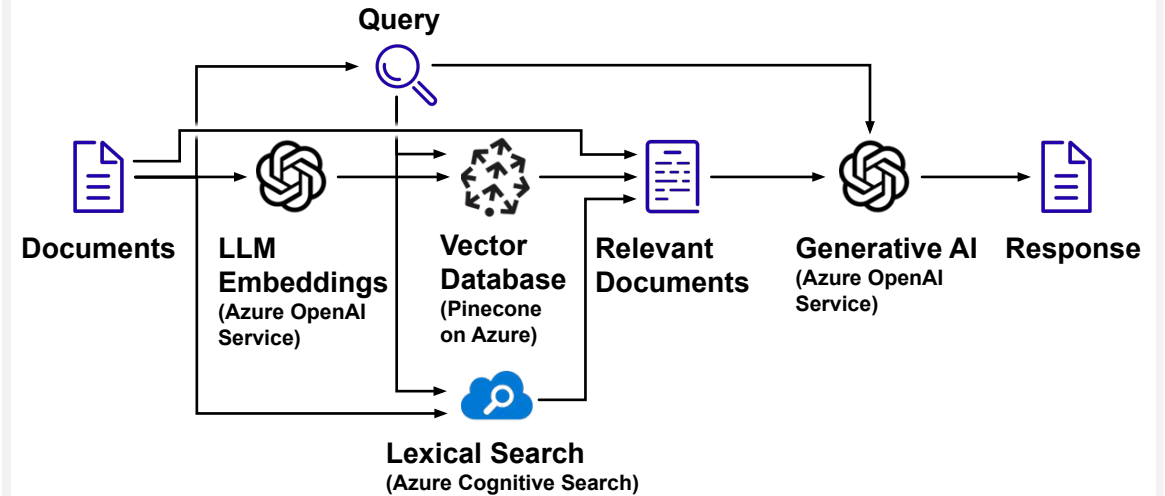 Query
Documents
LLM
Embeddings
(Azure OpenAI
Service)
Vector
Database
(Pinecone
on Azure)
Relevant
Documents
Generative AI
(Azure OpenAI
Service)
Response
Lexical Search
(Azure Cognitive Search)